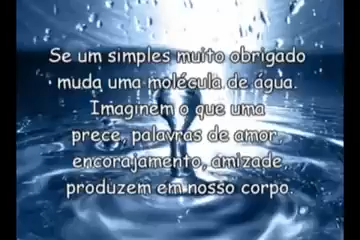 Se um simples muito obrigado
muda uma molécula de água.
Imaginem o que uma
prece, palavras de amor,
encorajamento, amizade,
produzem em nosso corpo.